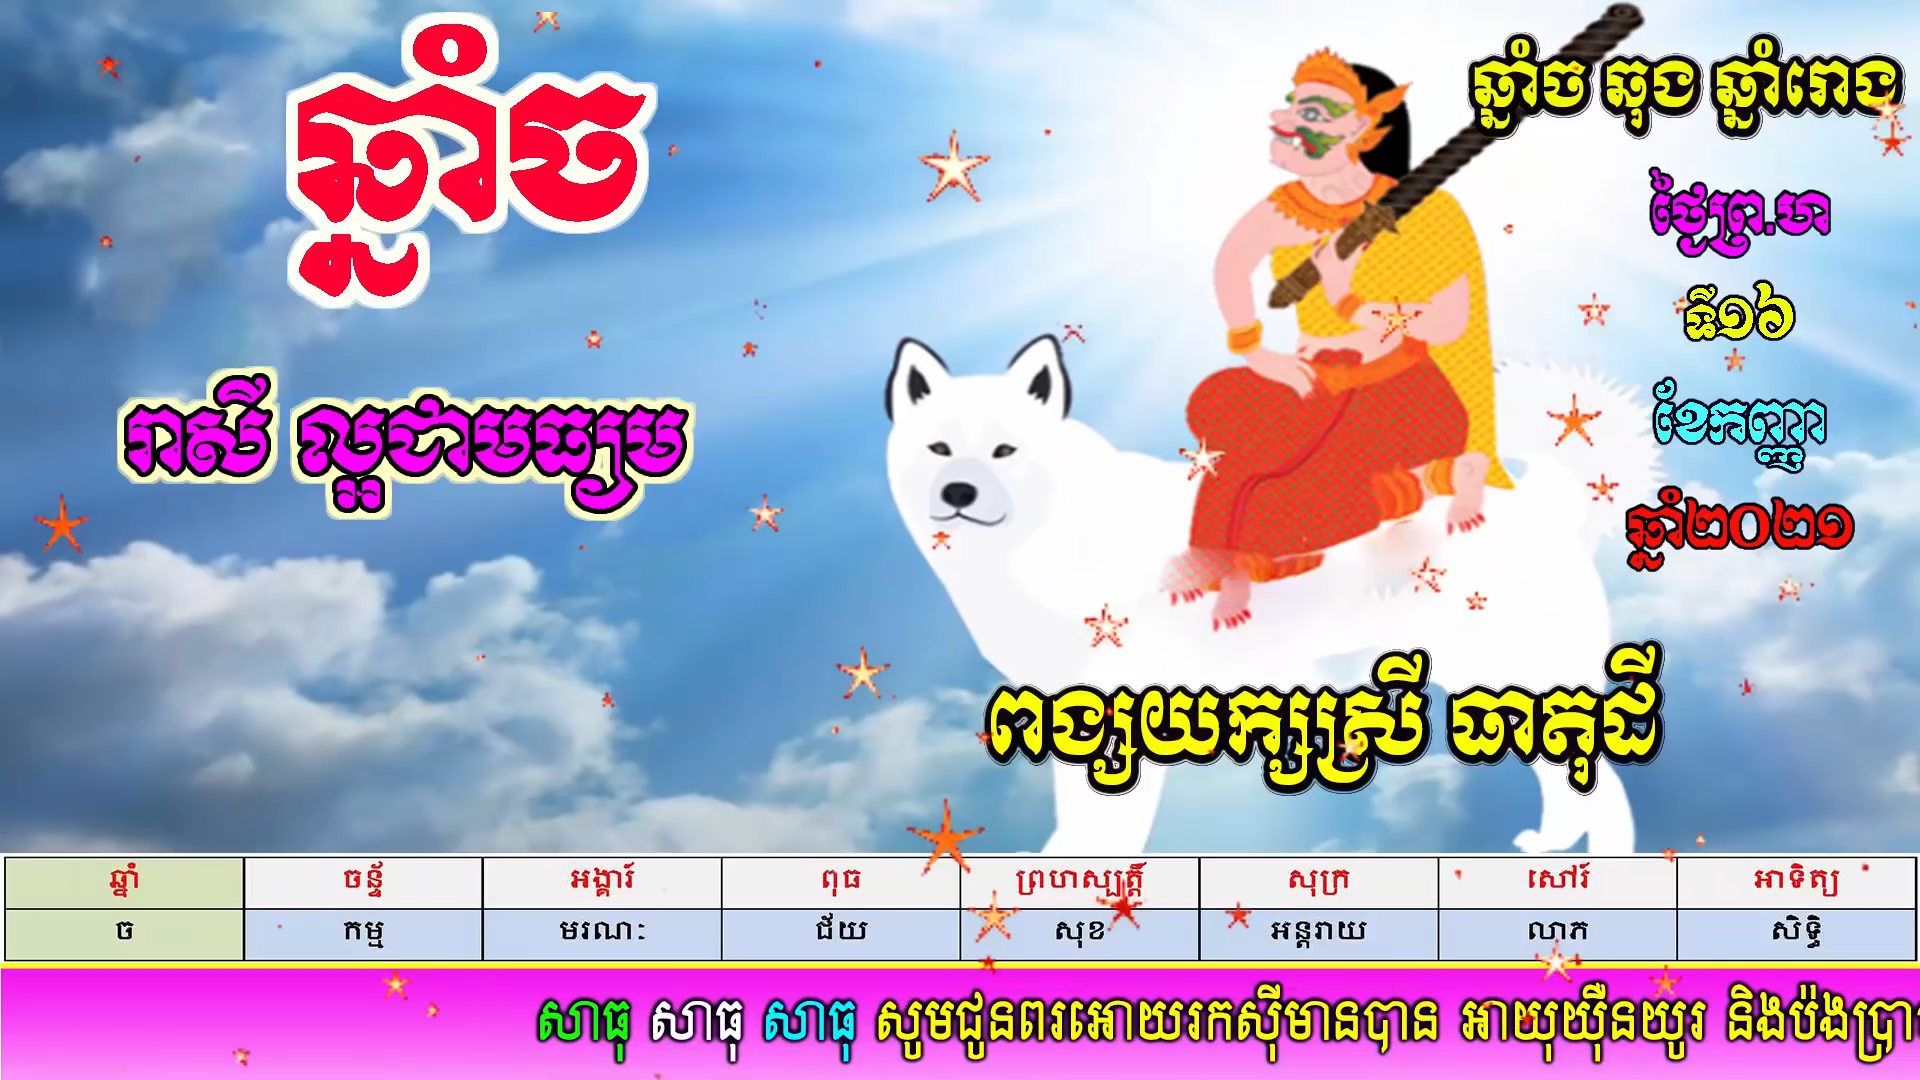 ឆ្នាំច
ឆ្នាំច ឆុង ឆ្នាំរោង
ថ្ងៃព្រ.ហ
ទី១៦
ខែកញ្ញា
ឆ្នាំ២០២១
រាសី ល្អជាមធ្យម
ពង្សយក្សស្រី ធាតុដី
ឆ្នាំ ចន្ទ័ អង្គារ៍ ពុធ ព្រហស្បត្តិ៍ សុក្រ សៅរ៍ អាទិត្យ
ច កម្ម មរណៈ ជ័យ សុខ អន្តរាយ លាភ សិទ្ធិ
សាធុ សាធុ សាធុ សូមជូនពរអោយរកស៊ីមានបាន អាយុយ៉ឺនយូរ និងប៉ងប្រា